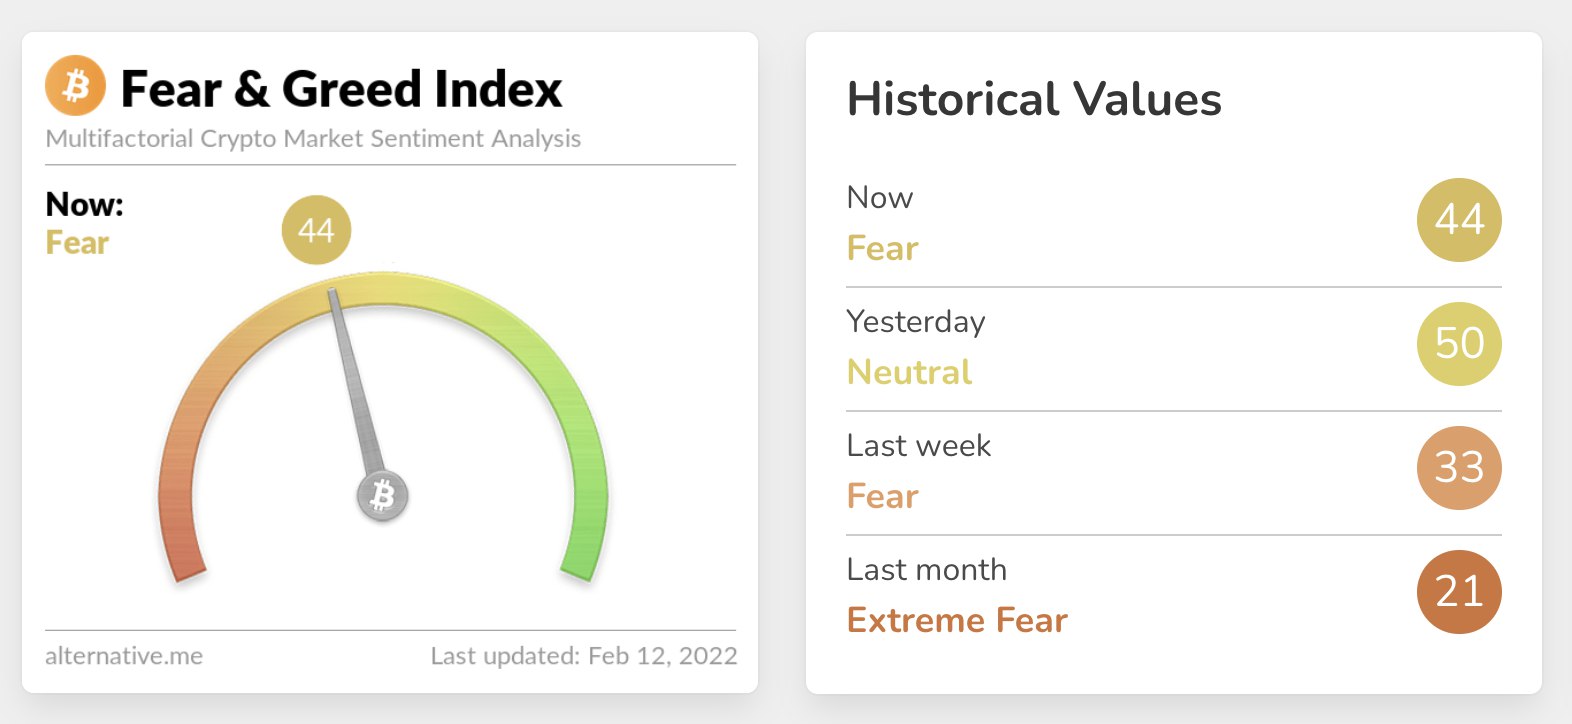 Fear & Greed Index
Multifactorial Crypto Market Sentiment Analysis
Now:
Fear
44
alternative.me
Last updated: Feb 12, 2022
Historical Values
Now
Fear
44
Yesterday
Neutral
50
Last week
Fear
33
Last month
Extreme Fear
21